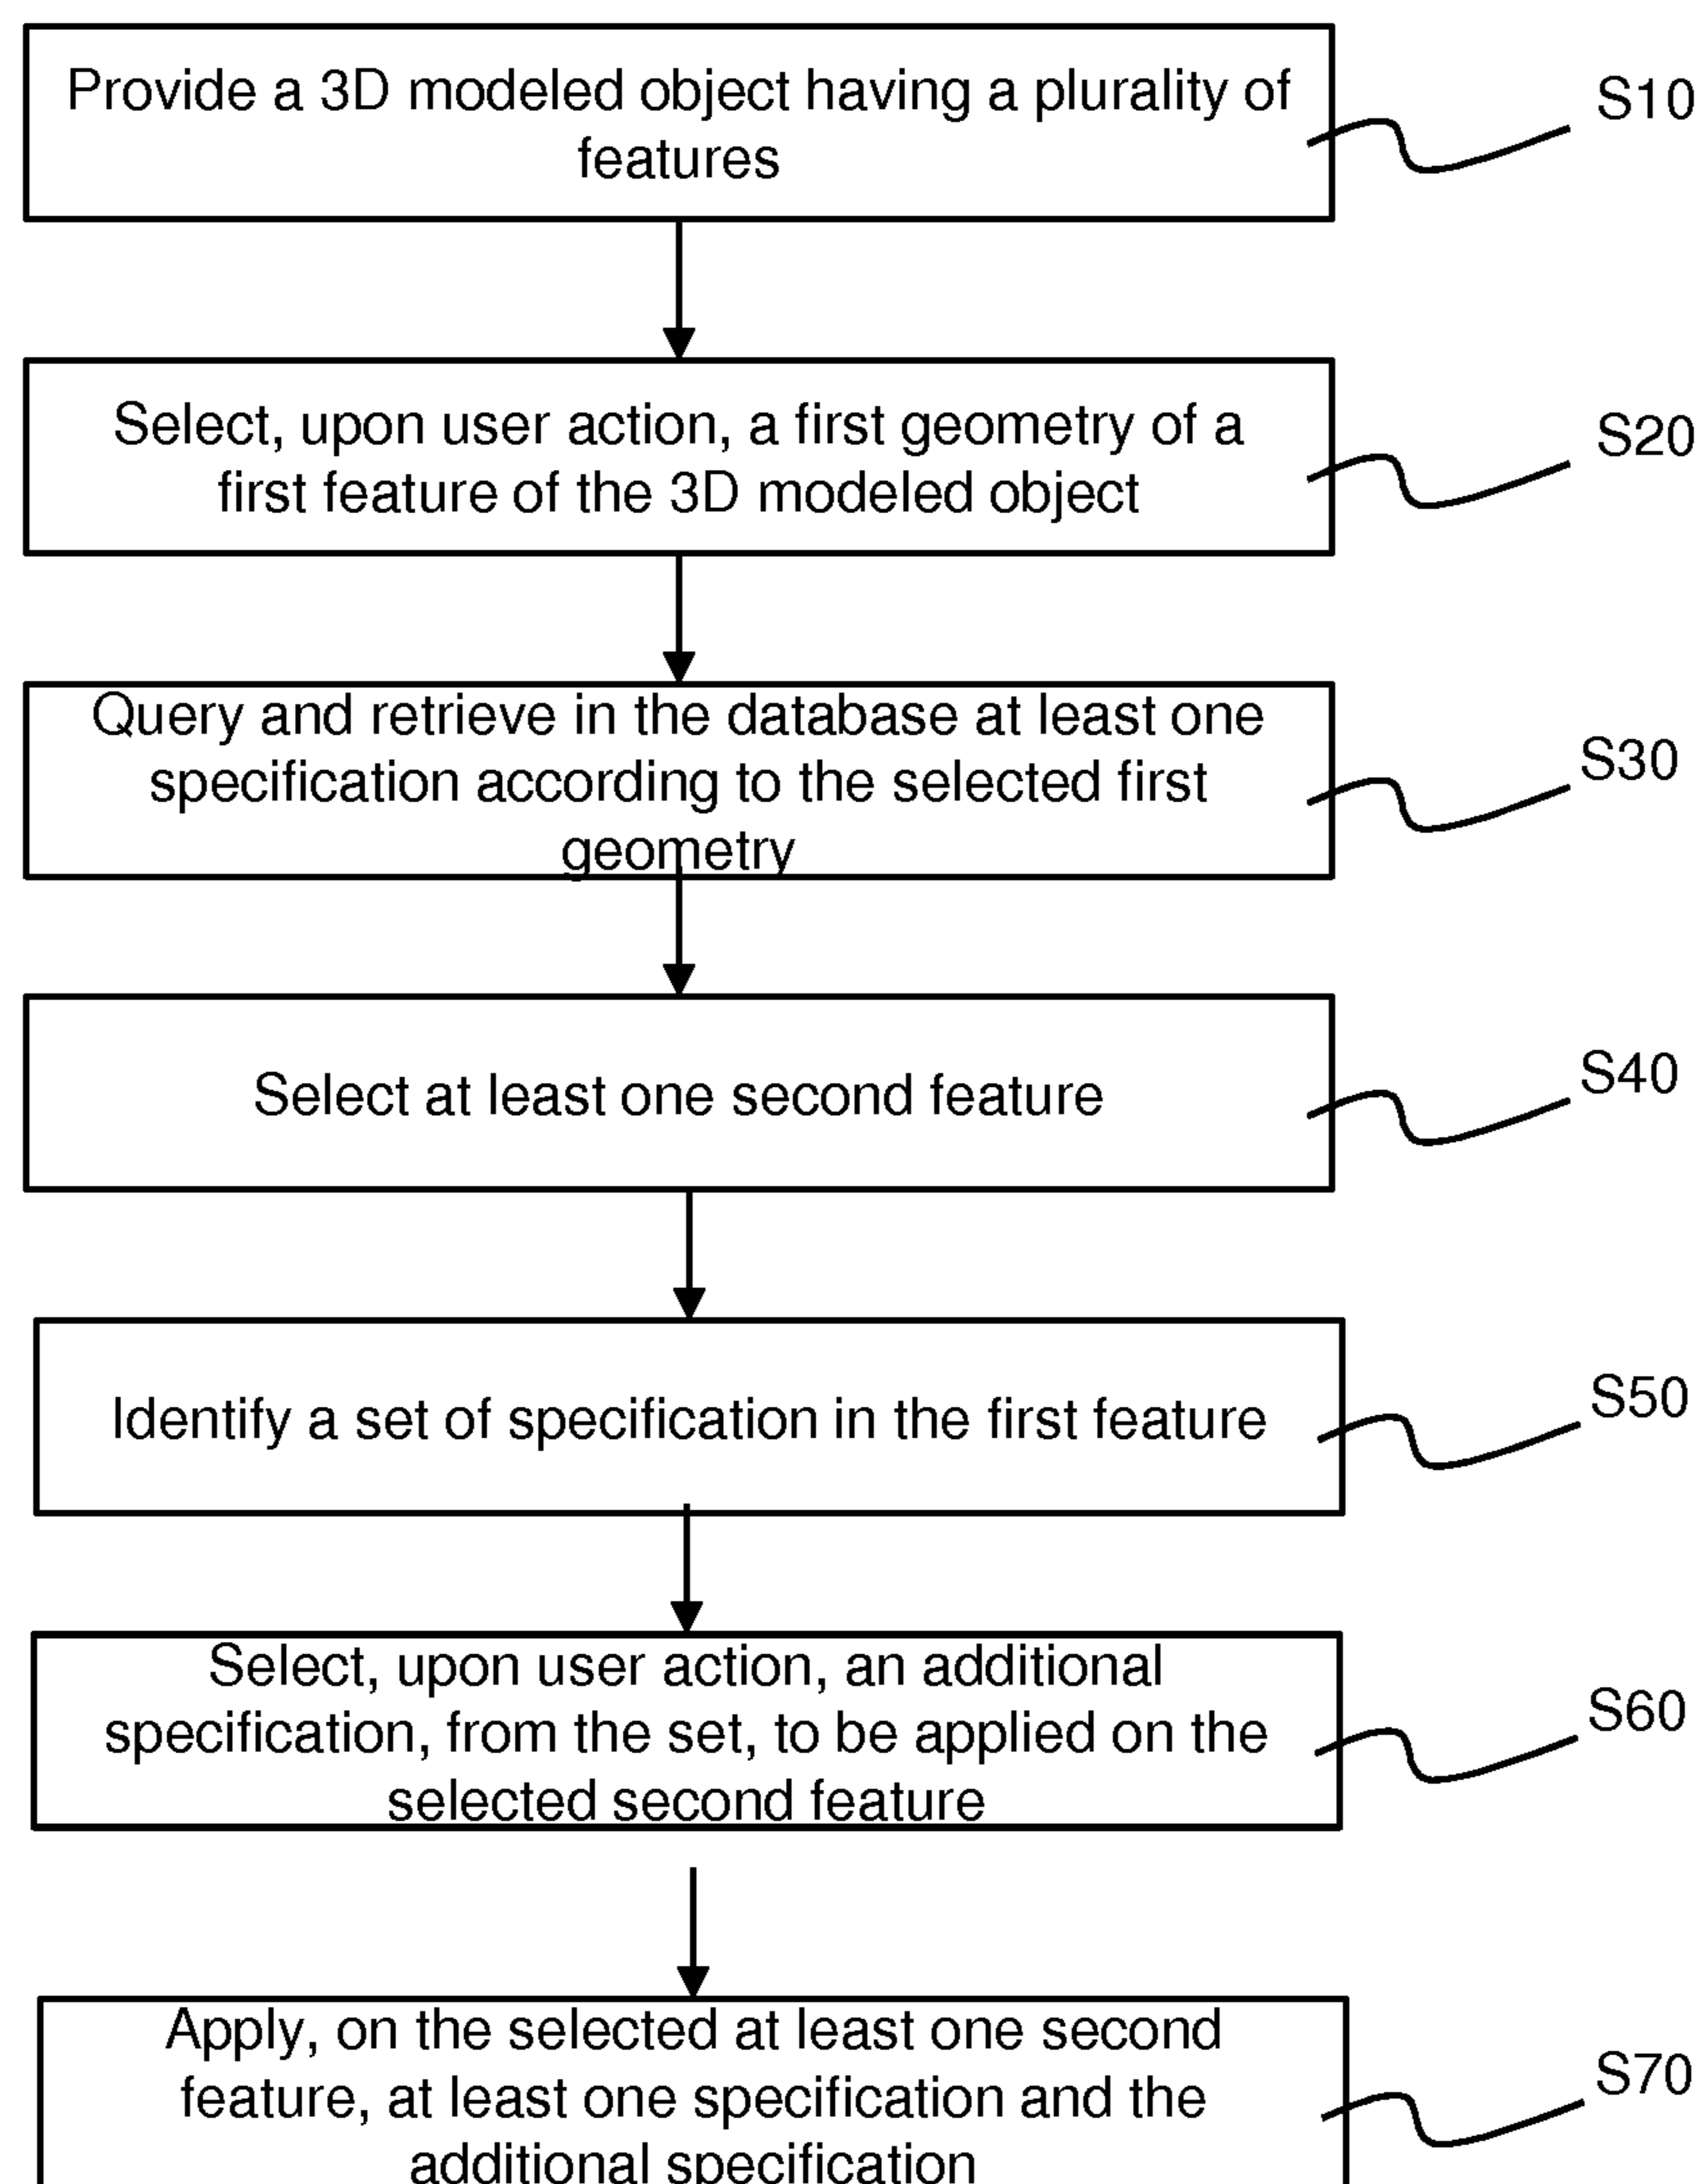 Provide a 3D modeled object having a plurality of
features
S10
Select, upon user action, a first geometry of a
first feature of the 3D modeled object
S20
Query and retrieve in the database at least one
specification according to the selected first
geometry
S30
Select at least one second feature
S40
Identify a set of specification in the first feature
S50
Select, upon user action, an additional
specification, from the set, to be applied on the
selected second feature
S60
Apply, on the selected at least one second
feature, at least one specification and the
additional specification
S70